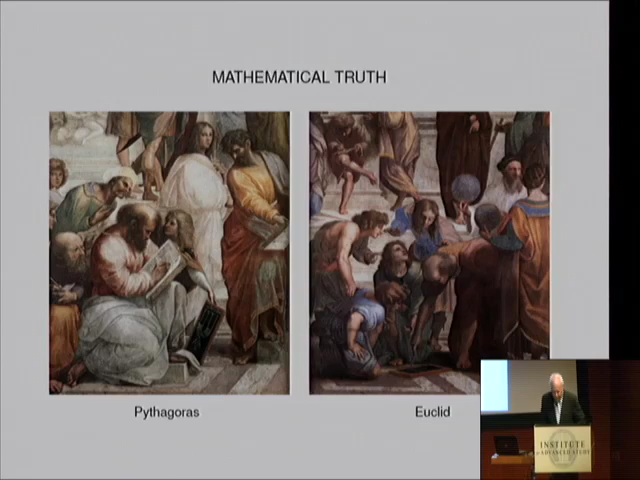 MATHEMATICAL TRUTH
Pythagoras
Euclid
INSTITUTE
for ADVANCED STUDY